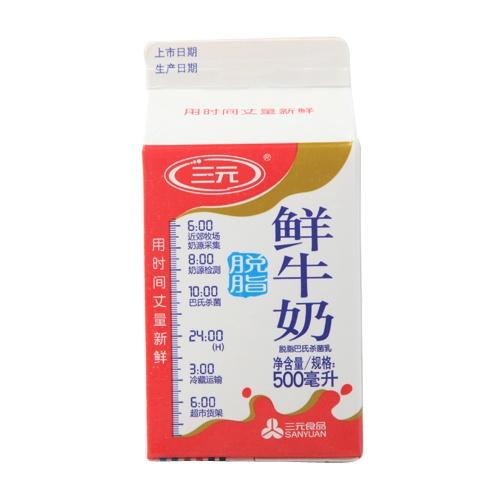 上市日期
生产日期
用时间丈量新鲜
三元®
用时间丈量新鲜
6:00
近郊牧场
奶源采集
8:00
奶源检测
10:00
巴氏杀菌
24:00
(H)
3:00
冷藏运输
6:00
超市货架
脱脂
鲜牛奶
脱脂巴氏杀菌乳
净含量/规格:
500毫升
三元食品
SANYUAN